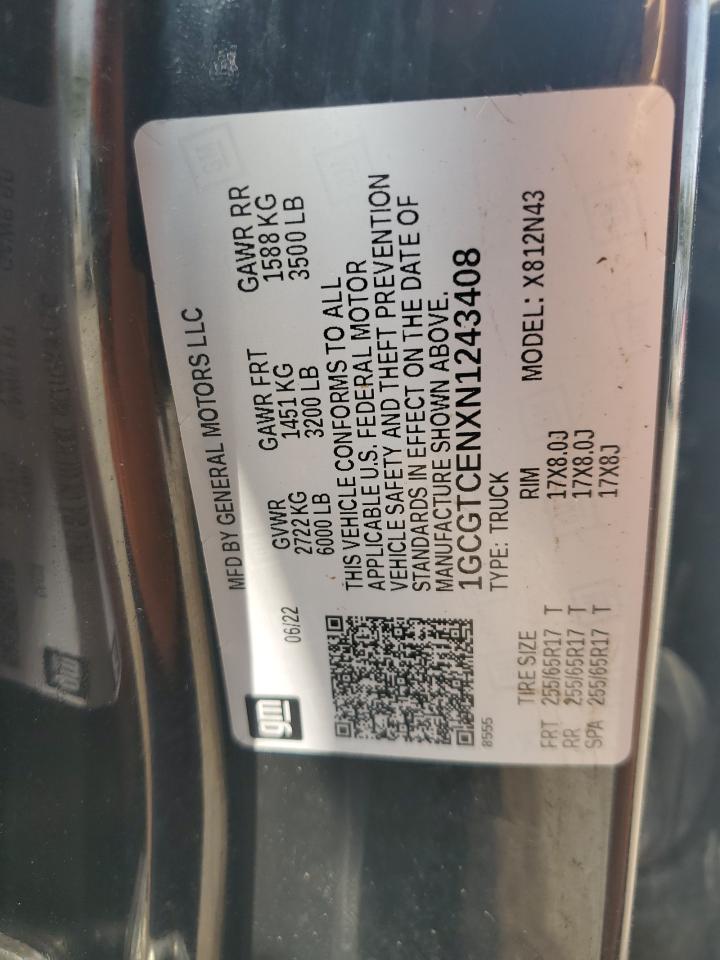 gm
MFD BY GENERAL MOTORS LLC
06/22
GVWR GAWR FRT GAWR RR
2722 KG 1451 KG 1588 KG
6000 LB 3200 LB 3500 LB
THIS VEHICLE CONFORMS TO ALL
APPLICABLE U.S. FEDERAL MOTOR
VEHICLE SAFETY AND THEFT PREVENTION
STANDARDS IN EFFECT ON THE DATE OF
MANUFACTURE SHOWN ABOVE.
1GCGTCENXN1243408
8555
TYPE: TRUCK
TIRE SIZE RIM MODEL: X812N43
FRT 255/65R17 T 17X8.0J
RR 255/65R17 T 17X8.0J
SPA 255/65R17 T 17X8J